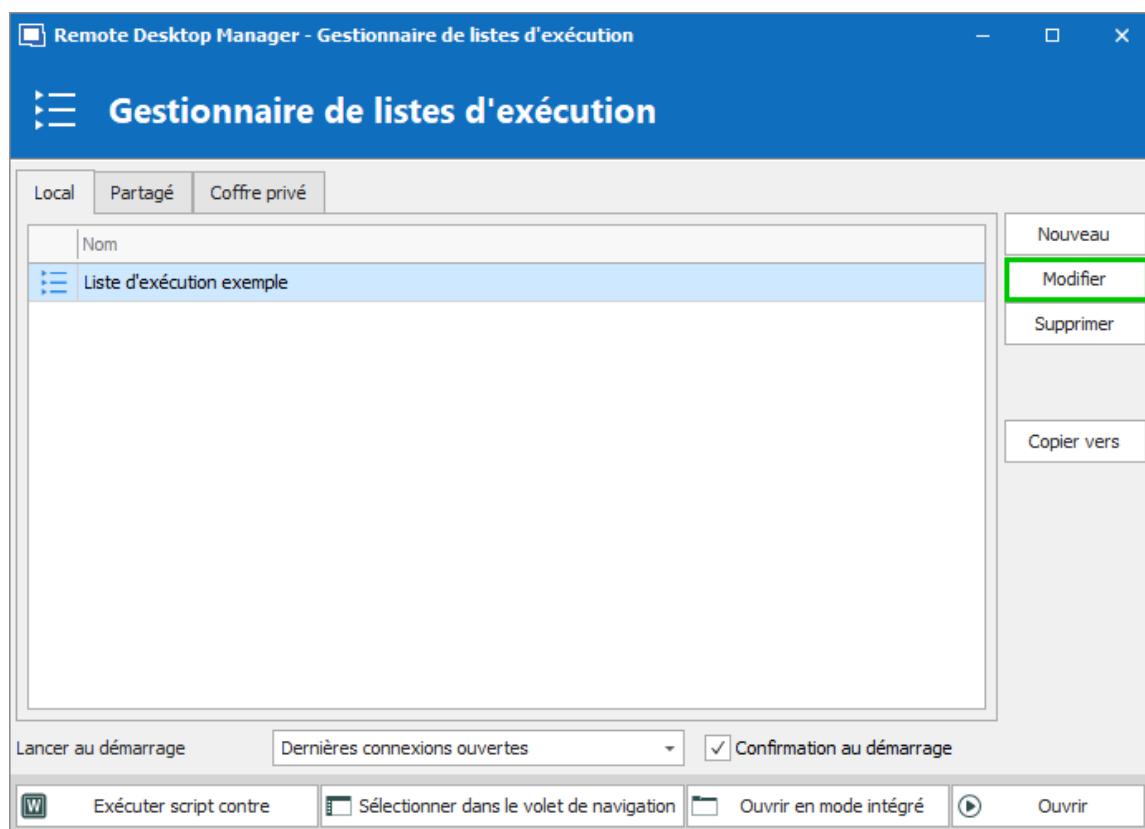 Remote Desktop Manager - Gestionnaire de listes d'exécution
Gestionnaire de listes d'exécution
Local Partagé Coffre privé
Nom
Liste d'exécution exemple
Nouveau
Modifier
Supprimer
Copier vers
Lancer au démarrage Dernières connexions ouvertes Confirmation au démarrage
W Exécuter script contre Sélectionner dans le volet de navigation Ouvrir en mode intégré Ouvrir